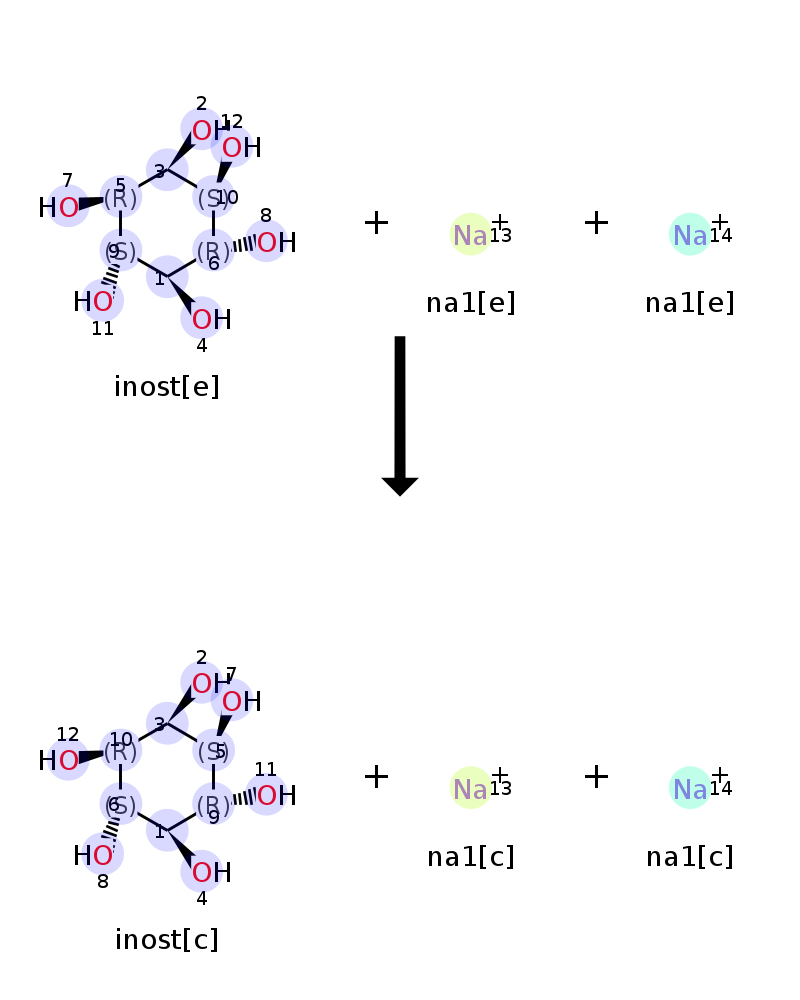 2
OH
12
OH
3
7
HO
5
(R)
(S)
10
8
OH
9
(S)
(R)
6
HO
11
1
OH
4
inost[e]
+
Na+
13
na1[e]
+
Na+
14
na1[e]
2
OH
7
OH
3
12
HO
10
(R)
(S)
5
11
OH
6
(S)
(R)
9
HO
8
1
OH
4
inost[c]
+
Na+
13
na1[c]
+
Na+
14
na1[c]